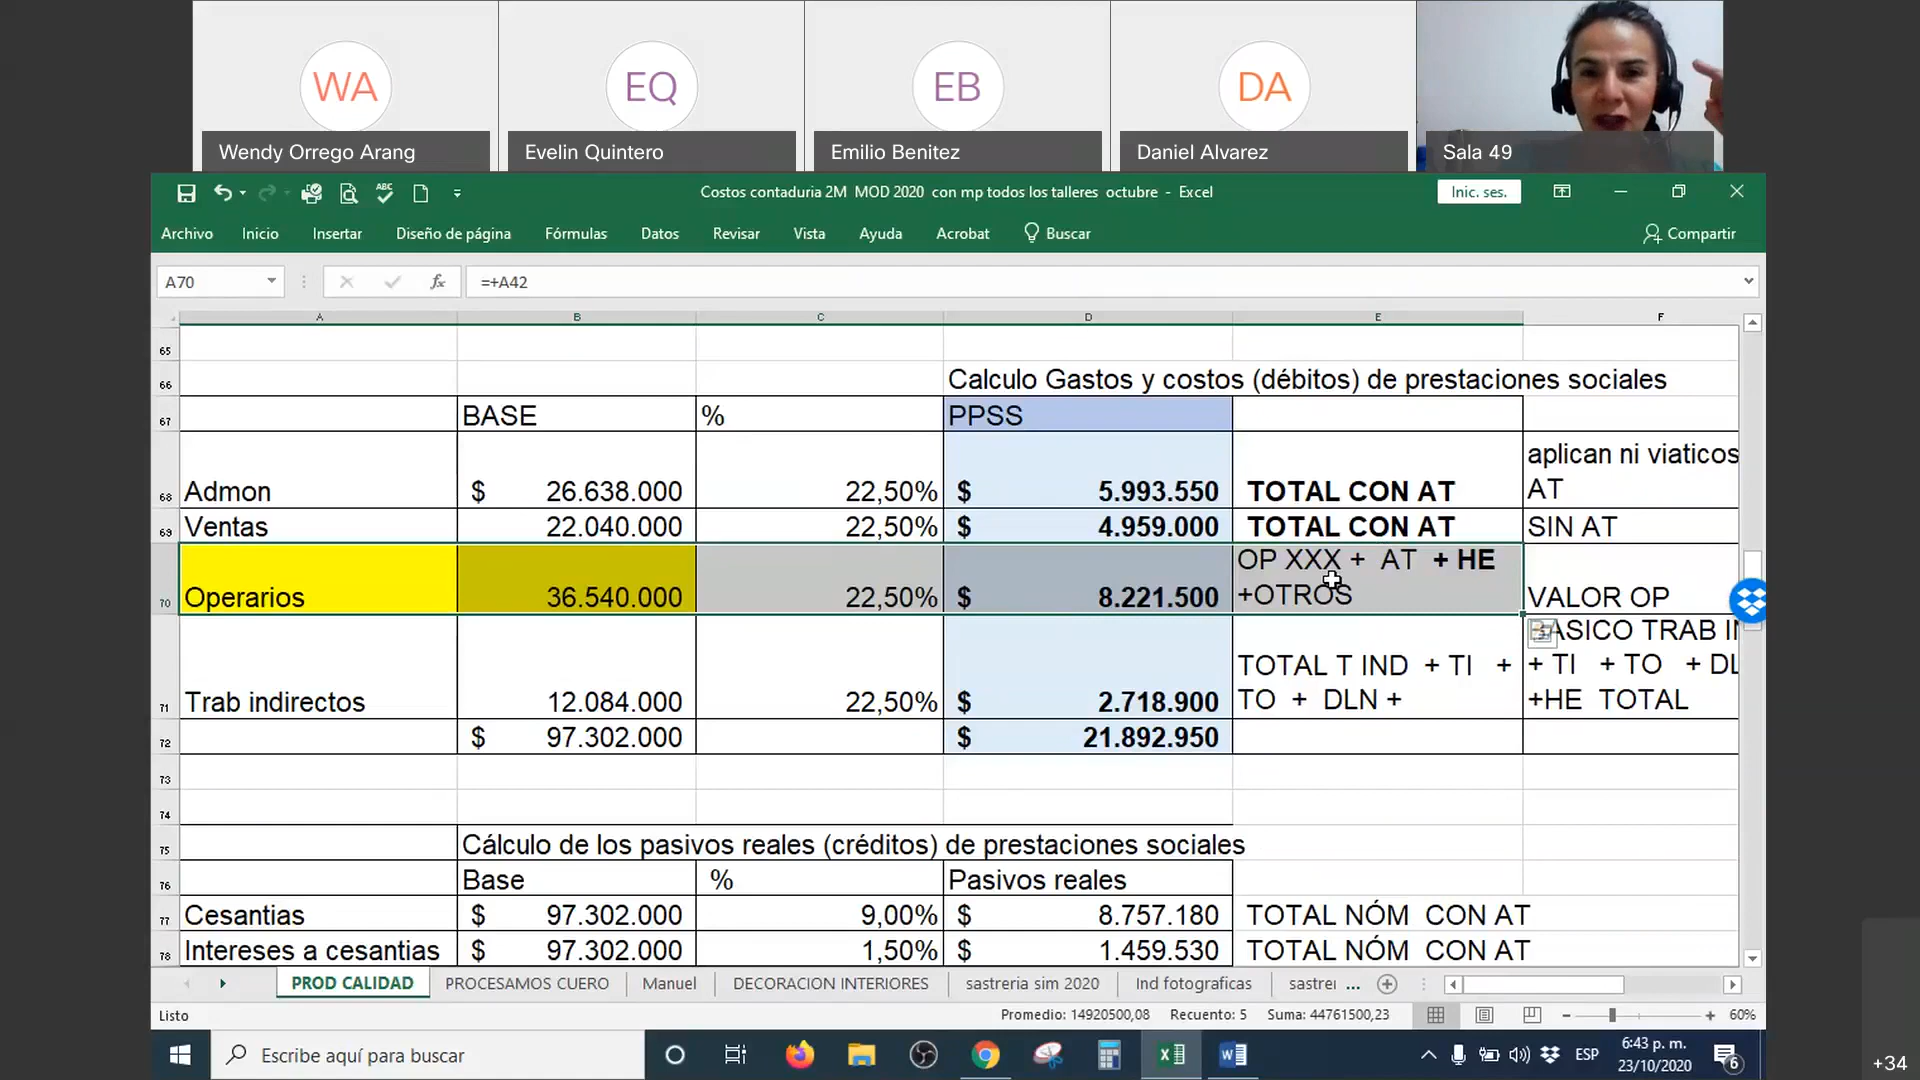 WA
EQ
EB
DA
Wendy Orrego Arang
Evelin Quintero
Emilio Benitez
Daniel Alvarez
Sala 49
Costos contaduria 2M MOD 2020 con mp todos los talleres octubre - Excel
Inic. ses.
Archivo Inicio Insertar Diseño de página Fórmulas Datos Revisar Vista Ayuda Acrobat Buscar Compartir
A70 fx =+A42
A B C D E F
65
66 Calculo Gastos y costos (débitos) de prestaciones sociales
67 BASE % PPSS
aplican ni viaticos
68 Admon $ 26.638.000 22,50% $ 5.993.550 TOTAL CON AT AT
69 Ventas 22.040.000 22,50% $ 4.959.000 TOTAL CON AT SIN AT
OP XXX + AT + HE
70 Operarios 36.540.000 22,50% $ 8.221.500 +OTROS VALOR OP
ASICO TRAB
TOTAL T IND + TI + + TI + TO + DL
71 Trab indirectos 12.084.000 22,50% $ 2.718.900 TO + DLN + +HE TOTAL
72 $ 97.302.000 $ 21.892.950
73
74
75 Cálculo de los pasivos reales (créditos) de prestaciones sociales
76 Base % Pasivos reales
77 Cesantias $ 97.302.000 9,00% $ 8.757.180 TOTAL NÓM CON AT
78 Intereses a cesantias $ 97.302.000 1,50% $ 1.459.530 TOTAL NÓM CON AT
PROD CALIDAD PROCESAMOS CUERO Manuel DECORACION INTERIORES sastreria sim 2020 Ind fotograficas sastrei ...
Listo Promedio: 14920500,08 Recuento: 5 Suma: 44761500,23 60%
Escribe aquí para buscar
ESP
6:43 p. m.
23/10/2020
6
+34